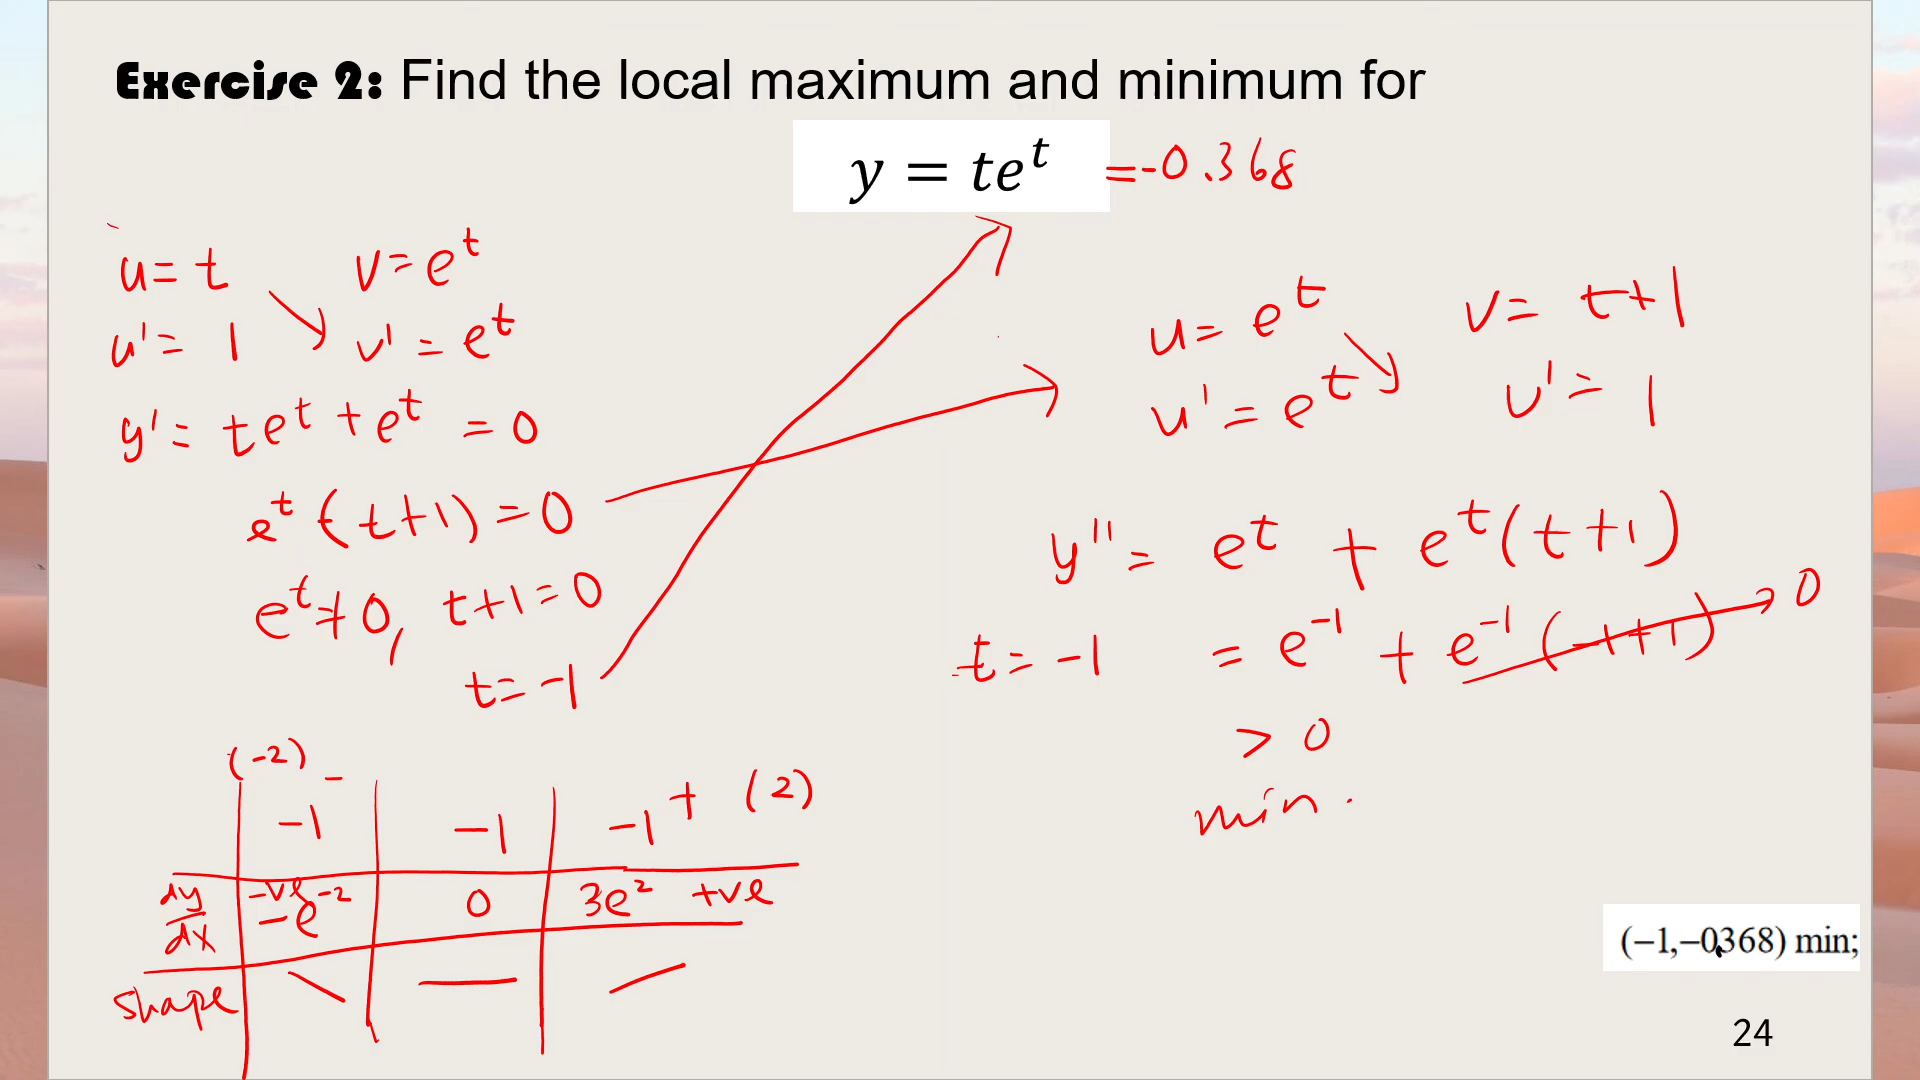 Exercise 2: Find the local maximum and minimum for
y = te^t = -0.368
u = t v = e^t
u' = 1 v' = e^t
y' = te^t + e^t = 0
e^t (t+1) = 0
e^t ≠ 0, t+1 = 0
t = -1
u = e^t v = t+1
u' = e^t v' = 1
y'' = e^t + e^t (t+1)
t = -1 = e^-1 + e^-1 (-1+1) → 0
> 0
min.
(-2) -1^- -1 -1^+ (2)
dy/dx -ve -e^-2 0 3e^2 +ve
shape
(−1,−0.368) min;
24